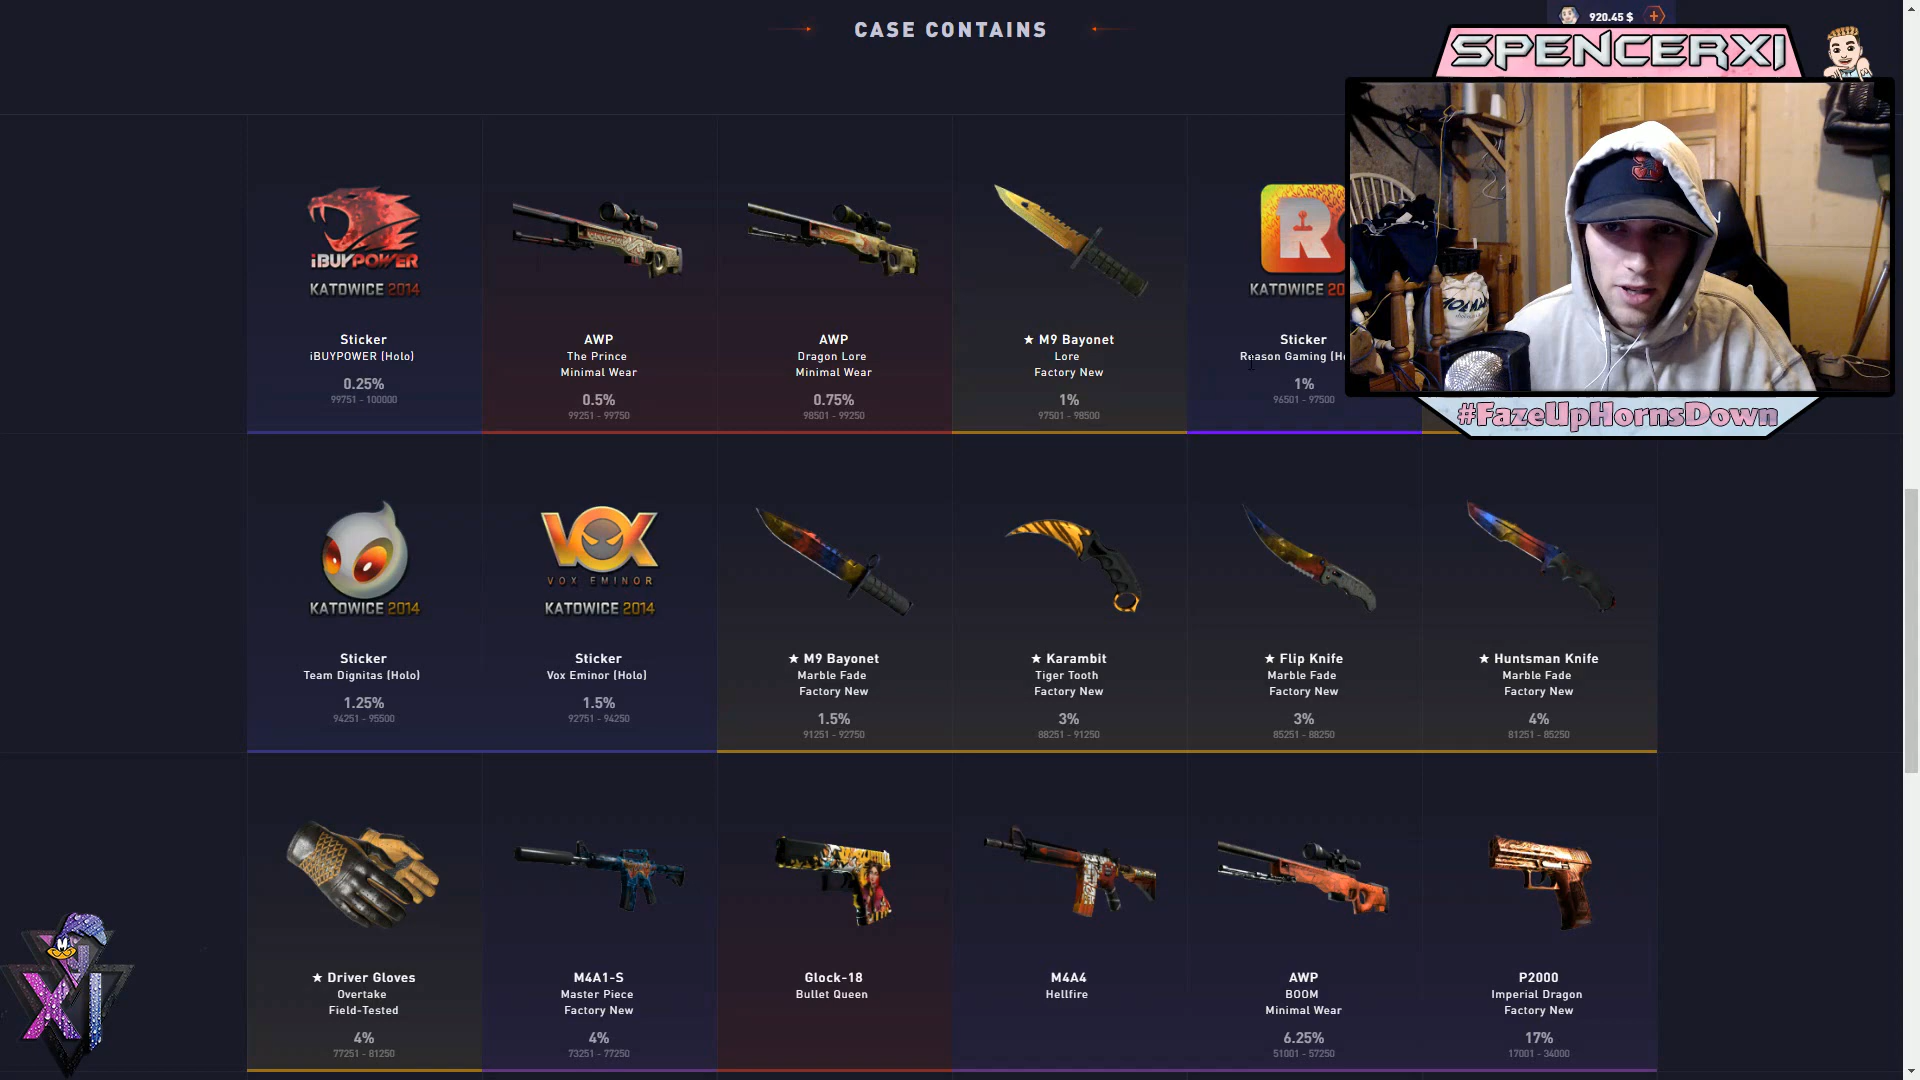 CASE CONTAINS
920.45 $
SPENCERXI
iBUYPOWER
KATOWICE 2014
Sticker
iBUYPOWER (Holo)
0.25%
99751 - 100000
AWP
The Prince
Minimal Wear
0.5%
99251 - 99750
AWP
Dragon Lore
Minimal Wear
0.75%
98501 - 99250
★ M9 Bayonet
Lore
Factory New
1%
97501 - 98500
R
KATOWICE 20
Sticker
Reason Gaming (H
1%
96501 - 97500
#FazeUpHornsDown
KATOWICE 2014
Sticker
Team Dignitas (Holo)
1.25%
94251 - 95500
VOX
VOX EMINOR
KATOWICE 2014
Sticker
Vox Eminor (Holo)
1.5%
92751 - 94250
★ M9 Bayonet
Marble Fade
Factory New
1.5%
91251 - 92750
★ Karambit
Tiger Tooth
Factory New
3%
88251 - 91250
★ Flip Knife
Marble Fade
Factory New
3%
85251 - 88250
★ Huntsman Knife
Marble Fade
Factory New
4%
81251 - 85250
★ Driver Gloves
Overtake
Field-Tested
4%
77251 - 81250
M4A1-S
Master Piece
Factory New
4%
73251 - 77250
Glock-18
Bullet Queen
M4A4
Hellfire
AWP
BOOM
Minimal Wear
6.25%
51001 - 57250
P2000
Imperial Dragon
Factory New
17%
17001 - 34000
XI